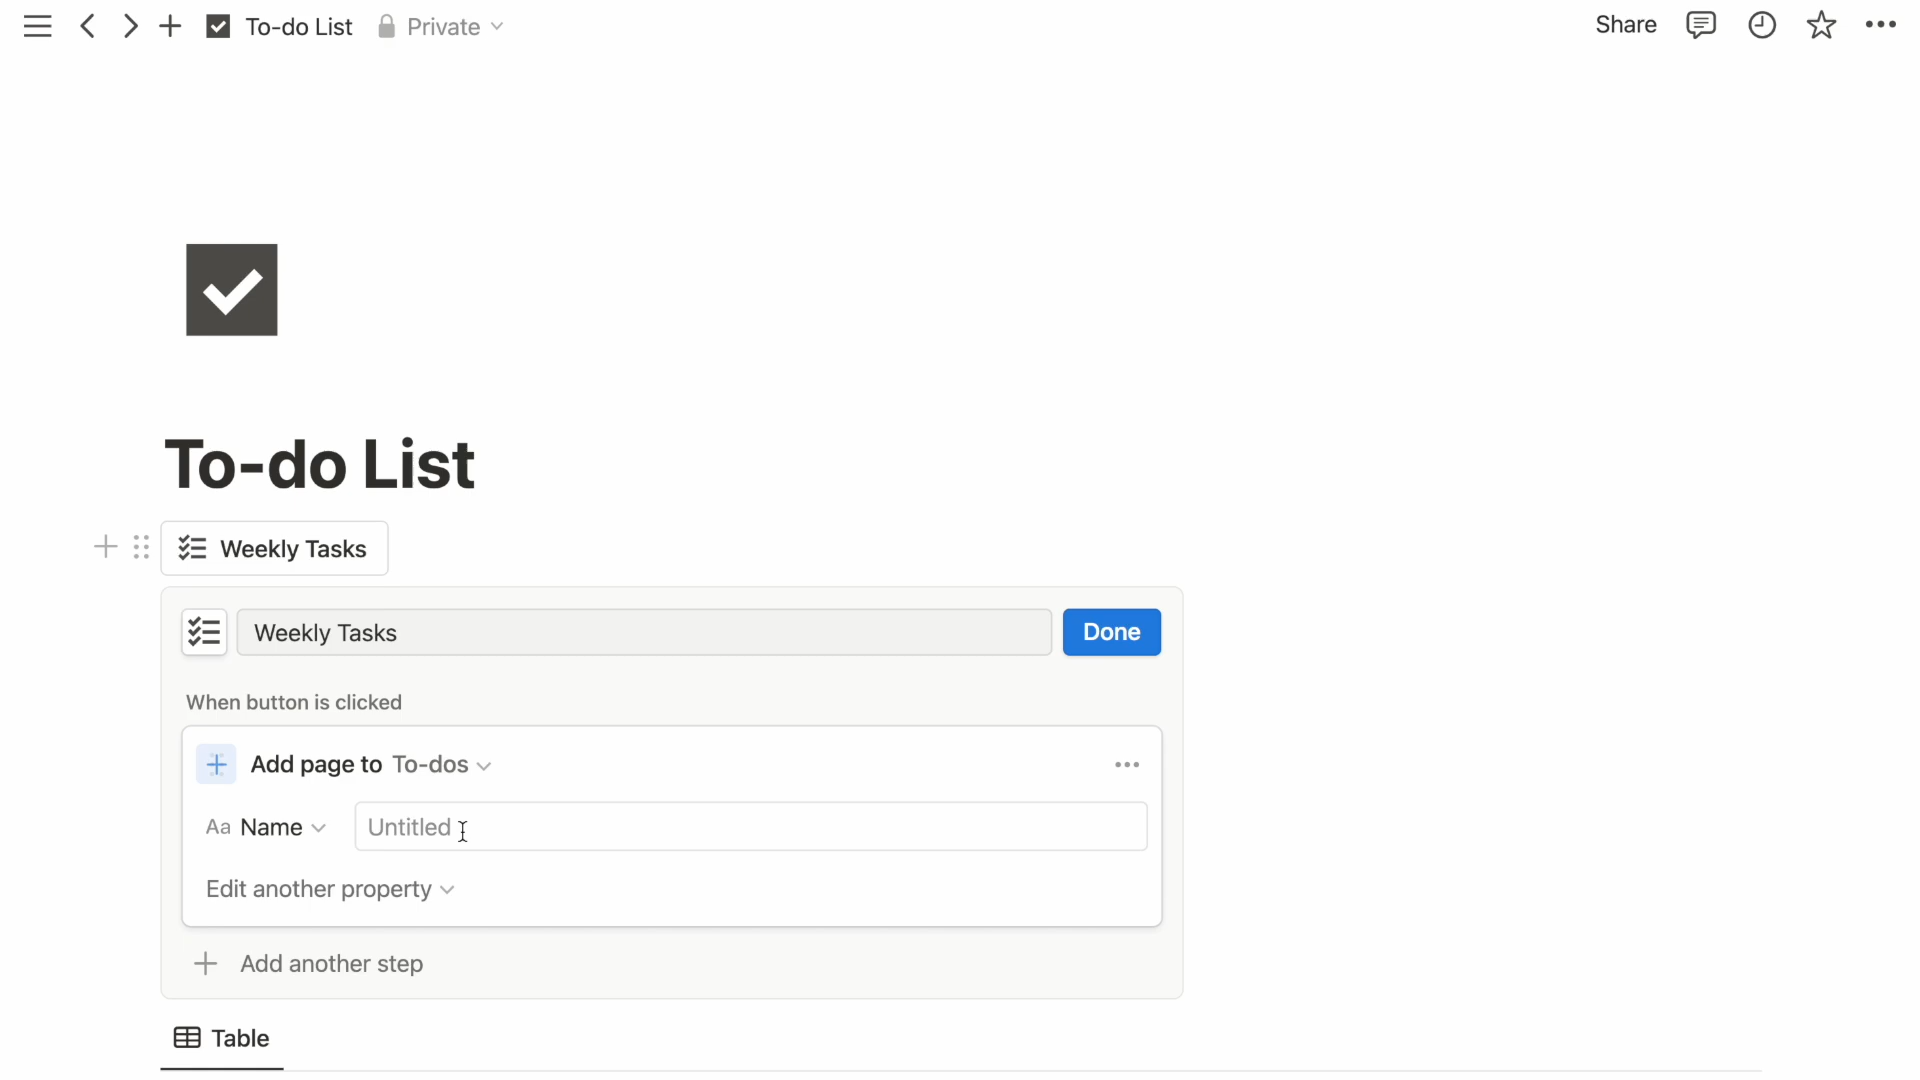 To-do List Private Share
To-do List
Weekly Tasks
Weekly Tasks Done
When button is clicked
Add page to To-dos
Aa Name Untitled
Edit another property
Add another step
Table